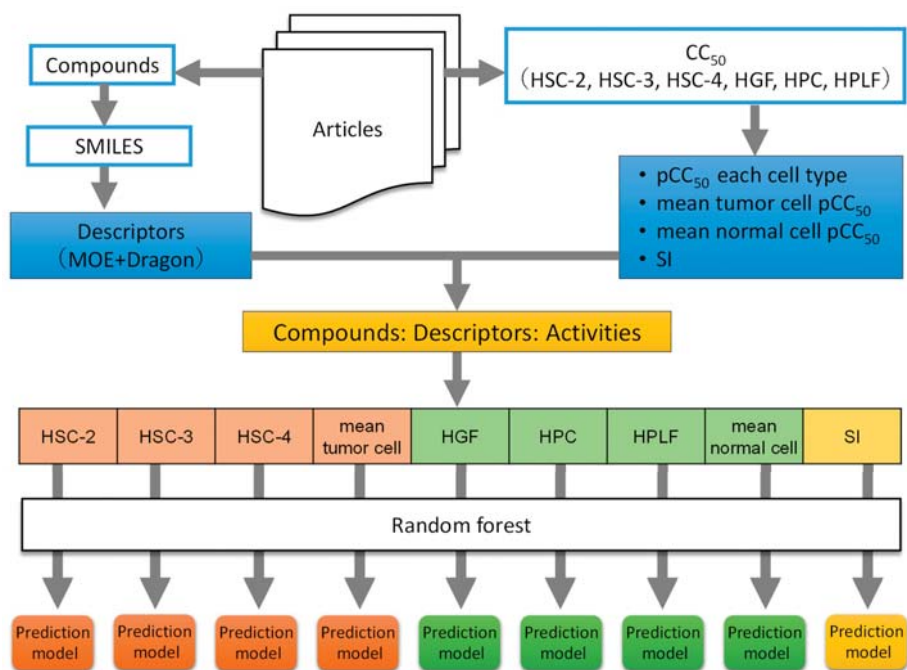 Compounds
SMILES
Descriptors
（MOE+Dragon）
Articles
CC₅₀
（HSC-2, HSC-3, HSC-4, HGF, HPC, HPLF）
• pCC₅₀ each cell type
• mean tumor cell pCC₅₀
• mean normal cell pCC₅₀
• SI
Compounds: Descriptors: Activities
HSC-2
HSC-3
HSC-4
mean
tumor cell
HGF
HPC
HPLF
mean
normal cell
SI
Random forest
Prediction
model
Prediction
model
Prediction
model
Prediction
model
Prediction
model
Prediction
model
Prediction
model
Prediction
model
Prediction
model